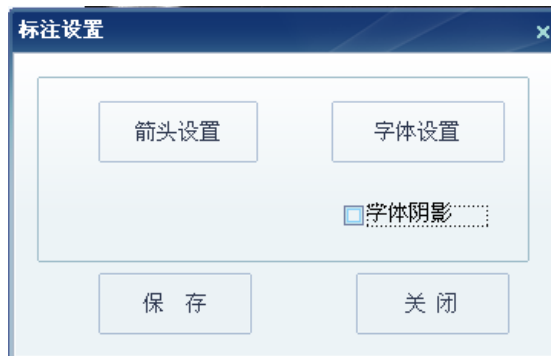 标注设置
箭头设置 字体设置
字体阴影
保 存 关 闭